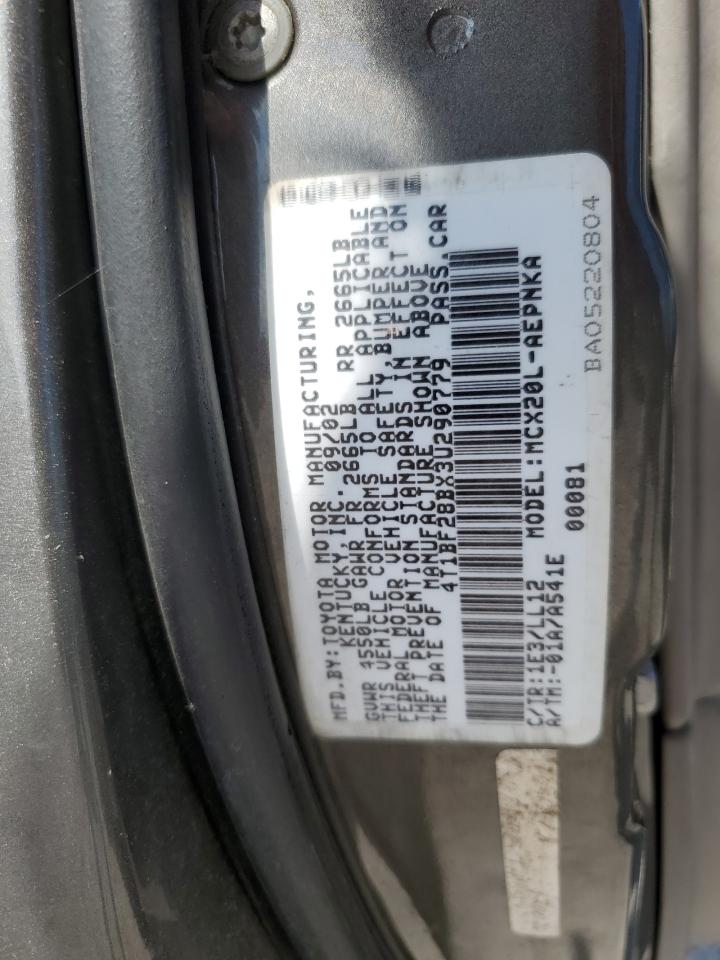 MFD.BY:TOYOTA MOTOR MANUFACTURING,
KENTUCKY,INC. 09/02
GVWR 4550LB GAWR FR 2665LB RR 2665LB
THIS VEHICLE CONFORMS TO ALL APPLICABLE
FEDERAL MOTOR VEHICLE SAFETY,BUMPER AND
THEFT PREVENTION STANDARDS IN EFFECT ON
THE DATE OF MANUFACTURE SHOWN ABOVE
4T1BF28BX3U290779 PASS.CAR
C/TR:1E3/LL12 MODEL:MCX20L-AEPNKA
A/TM:-01A/A541E 000B1
BA05220804